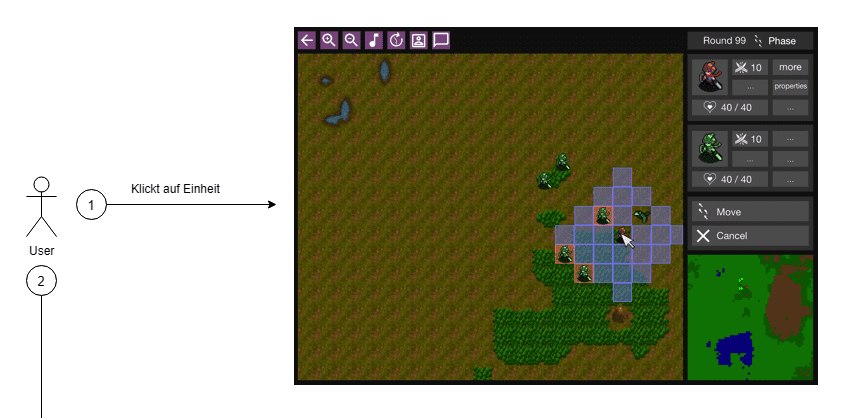 Round 99 Phase
10 more
... properties
40 / 40 ...
10 ...
... ...
40 / 40 ...
Klickt auf Einheit
1
Move
Cancel
User
2